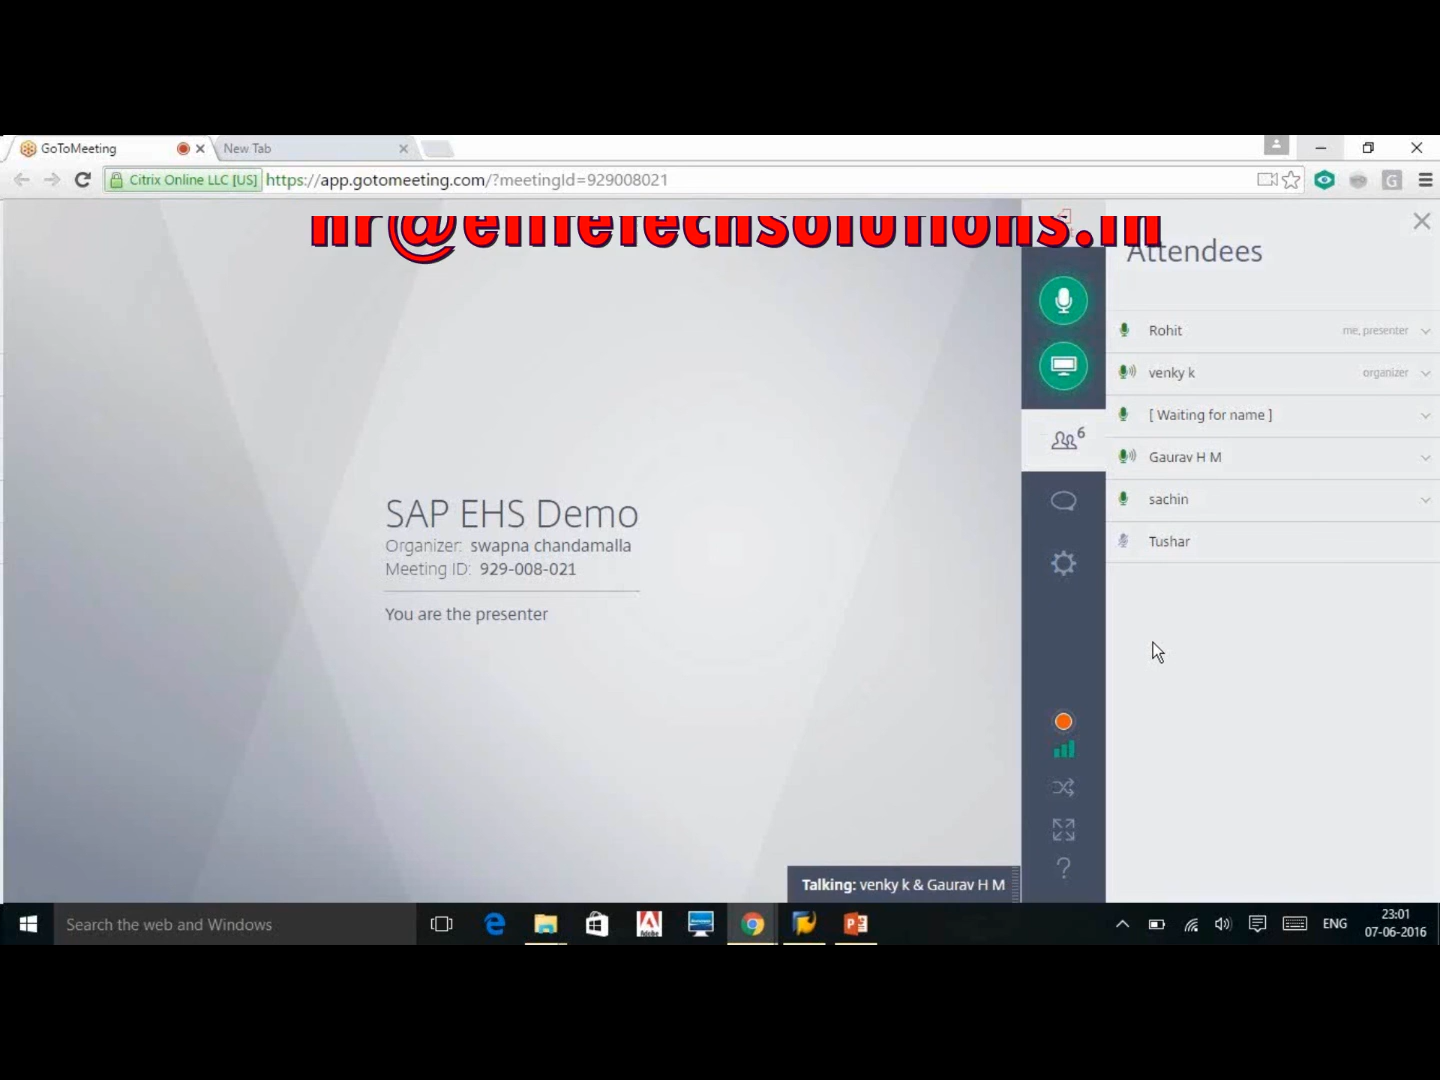 GoToMeeting
New Tab
Citrix Online LLC [US]
https://app.gotomeeting.com/?meetingId=929008021
hr@elitetechsolutions.in
Attendees
Rohit me, presenter
venky k organizer
[ Waiting for name ]
Gaurav H M
sachin
Tushar
6
SAP EHS Demo
Organizer: swapna chandamalla
Meeting ID: 929-008-021
You are the presenter
Talking: venky k & Gaurav H M
Search the web and Windows
ENG
23:01
07-06-2016